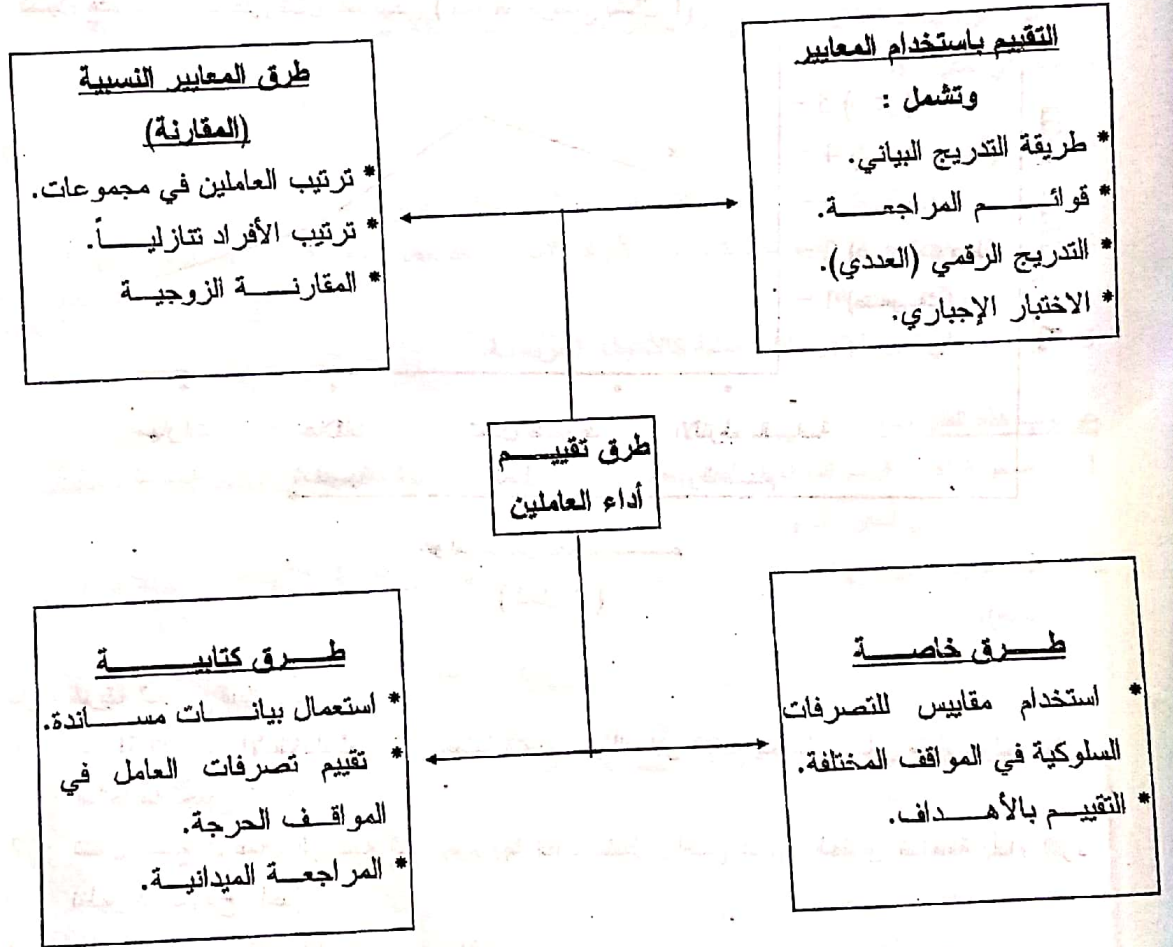 التقييم باستخدام المعايير
وتشمل :
* طريقة التدريج البياني.
* قوائم المراجعة.
* التدريج الرقمي (العددي).
* الاختبار الإجباري.
طرق المعايير النسبية
(المقارنة)
* ترتيب العاملين في مجموعات.
* ترتيب الأفراد تنازلياً.
* المقارنة الزوجية
طرق تقييم
أداء العاملين
طرق خاصة
* استخدام مقاييس للتصرفات
السلوكية في المواقف المختلفة.
* التقييم بالأهداف.
طرق كتابية
* استعمال بيانات مساندة.
* تقييم تصرفات العامل في
المواقف الحرجة.
* المراجعة الميدانية.